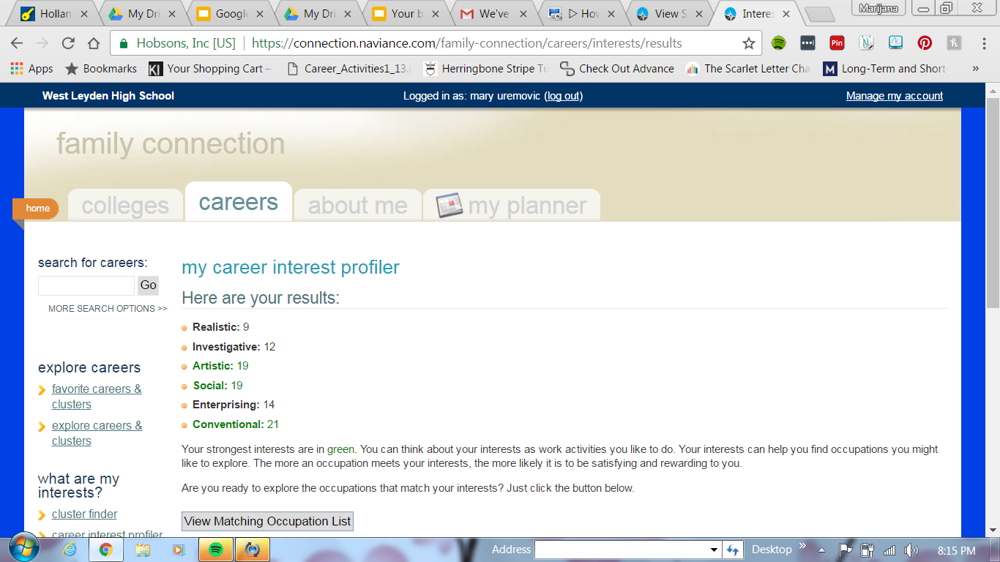 Hollan
My Dri
Google
My Dri
Your b
We've
Hov
View S
Interes
Marijana
Hobsons, Inc [US] https://connection.naviance.com/family-connection/careers/interests/results
Apps Bookmarks Your Shopping Cart – Career_Activities1_13. Herringbone Stripe Tu Check Out Advance The Scarlet Letter Cha Long-Term and Short- »
West Leyden High School Logged in as: mary uremovic (log out) Manage my account
family connection
home colleges careers about me my planner
search for careers:
Go
MORE SEARCH OPTIONS >>
explore careers
favorite careers &
clusters
explore careers &
clusters
what are my
interests?
cluster finder
career interest profiler
my career interest profiler
Here are your results:
Realistic: 9
Investigative: 12
Artistic: 19
Social: 19
Enterprising: 14
Conventional: 21
Your strongest interests are in green. You can think about your interests as work activities you like to do. Your interests can help you find occupations you might
like to explore. The more an occupation meets your interests, the more likely it is to be satisfying and rewarding to you.
Are you ready to explore the occupations that match your interests? Just click the button below.
View Matching Occupation List
Address Desktop » 8:15 PM